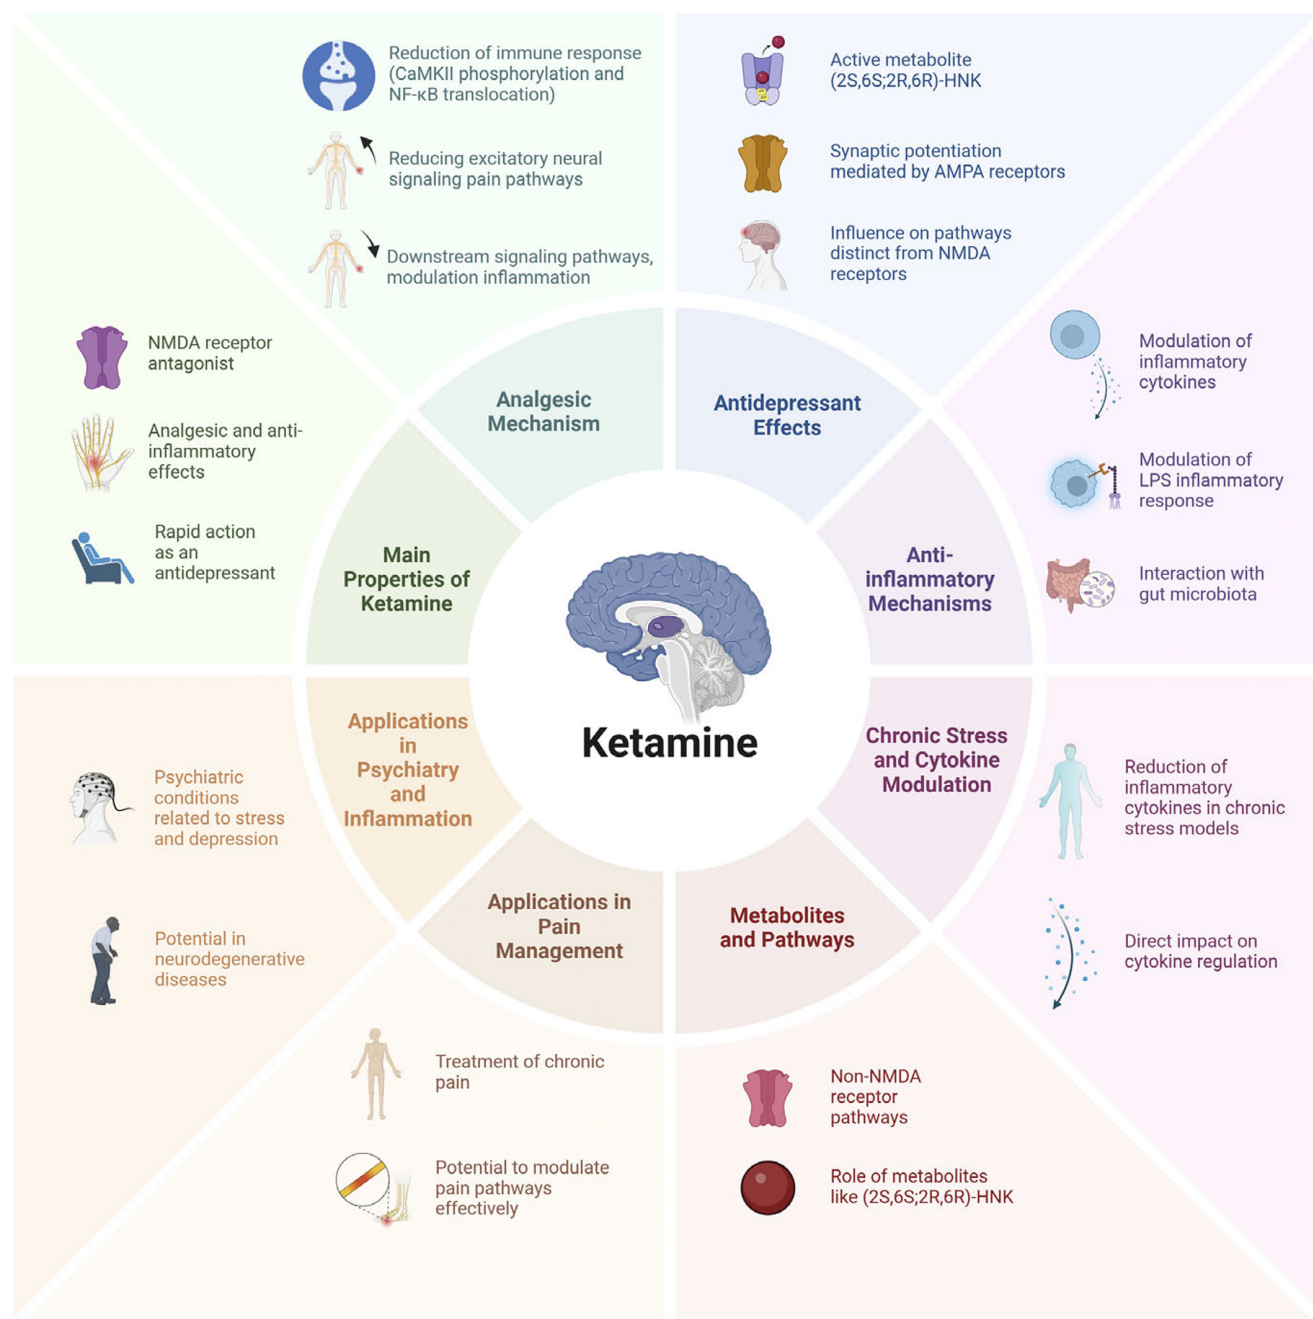 Reduction of immune response
(CaMKII phosphorylation and
NF-κB translocation)
Reducing excitatory neural
signaling pain pathways
Downstream signaling pathways,
modulation inflammation
Active metabolite
(2S,6S;2R,6R)-HNK
Synaptic potentiation
mediated by AMPA receptors
Influence on pathways
distinct from NMDA
receptors
NMDA receptor
antagonist
Analgesic and anti-
inflammatory
effects
Rapid action
as an
antidepressant
Modulation of
inflammatory
cytokines
Modulation of
LPS inflammatory
response
Interaction with
gut microbiota
Analgesic
Mechanism
Antidepressant
Effects
Main
Properties of
Ketamine
Anti-
inflammatory
Mechanisms
Ketamine
Applications
in
Psychiatry
and
Inflammation
Chronic Stress
and Cytokine
Modulation
Applications in
Pain
Management
Metabolites
and Pathways
Psychiatric
conditions
related to stress
and depression
Potential in
neurodegenerative
diseases
Reduction of
inflammatory
cytokines in chronic
stress models
Direct impact on
cytokine regulation
Treatment of chronic
pain
Potential to modulate
pain pathways
effectively
Non-NMDA
receptor
pathways
Role of metabolites
like (2S,6S;2R,6R)-HNK